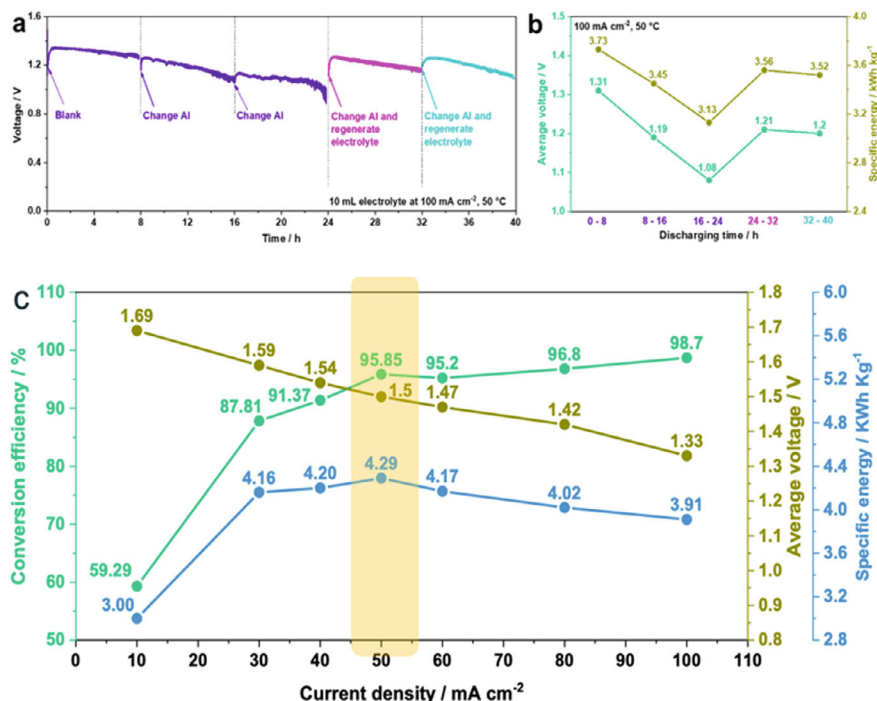 a
1.6
1.2
0.8
0.4
0.0
Voltage / V
Blank
Change Al
Change Al
Change Al and
regenerate
electrolyte
Change Al and
regenerate
electrolyte
10 mL electrolyte at 100 mA cm-2, 50 °C
0 4 8 12 16 20 24 28 32 36 40
Time / h
b
100 mA cm-2, 50 °C
1.5
1.4
1.3
1.2
1.1
1.0
Average voltage / V
3.73
3.45
3.13
3.56
3.52
1.31
1.19
1.08
1.21
1.2
4.0
3.6
3.2
2.8
2.4
Specific energy / kWh kg-1
0 - 8 8 - 16 16 - 24 24 - 32 32 - 40
Discharging time / h
C
110
100
90
80
70
60
50
Conversion efficiency / %
1.69
1.59
1.54
1.5
1.47
1.42
1.33
59.29
87.81
91.37
95.85
95.2
96.8
98.7
3.00
4.16
4.20
4.29
4.17
4.02
3.91
1.8
1.7
1.6
1.5
1.4
1.3
1.2
1.1
1.0
0.9
0.8
Average voltage / V
6.0
5.6
5.2
4.8
4.4
4.0
3.6
3.2
2.8
Specific energy / KWh Kg-1
0 10 20 30 40 50 60 70 80 90 100 110
Current density / mA cm-2